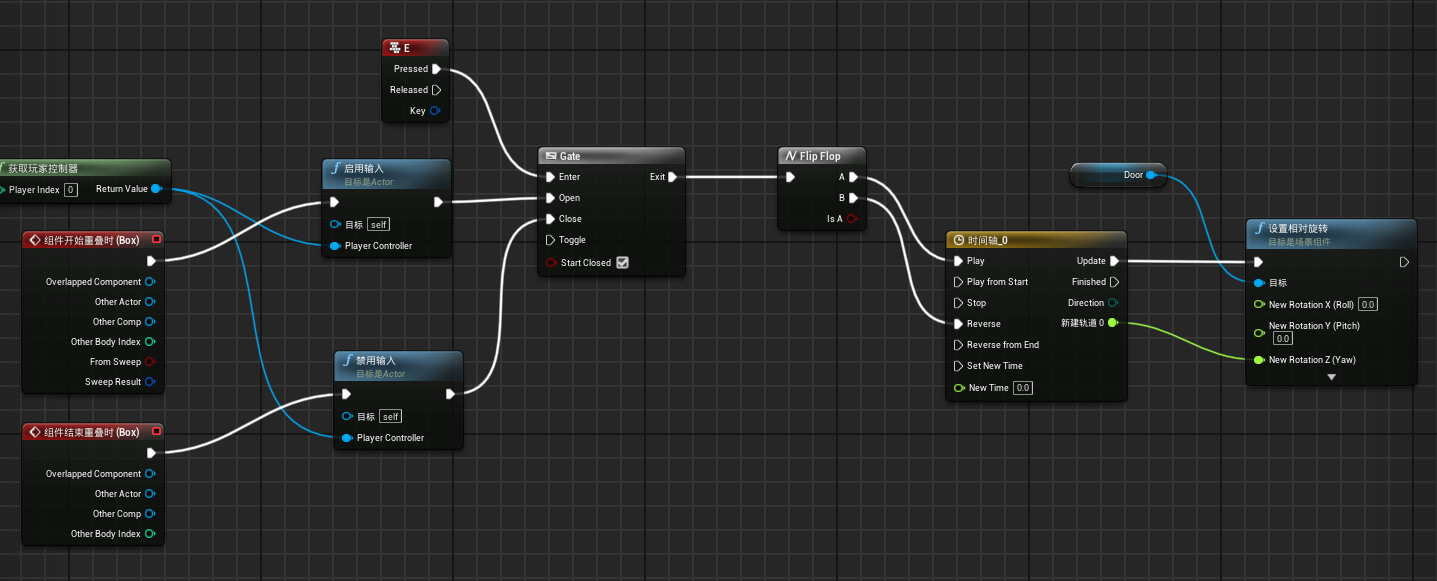 E
Pressed
Released
Key
获取玩家控制器
Player Index 0 Return Value
启用输入
目标是Actor
目标 self
Player Controller
Gate
Enter Exit
Open
Close
Toggle
Start Closed
Flip Flop
A
B
Is A
Door
组件开始重叠时 (Box)
Overlapped Component
Other Actor
Other Comp
Other Body Index
From Sweep
Sweep Result
时间轴_0
Play Update
Play from Start Finished
Stop Direction
Reverse 新建轨道 0
Reverse from End
Set New Time
New Time 0.0
设置相对旋转
目标是场景组件
目标
New Rotation X (Roll) 0.0
New Rotation Y (Pitch)
0.0
New Rotation Z (Yaw)
禁用输入
目标是Actor
目标 self
Player Controller
组件结束重叠时 (Box)
Overlapped Component
Other Actor
Other Comp
Other Body Index